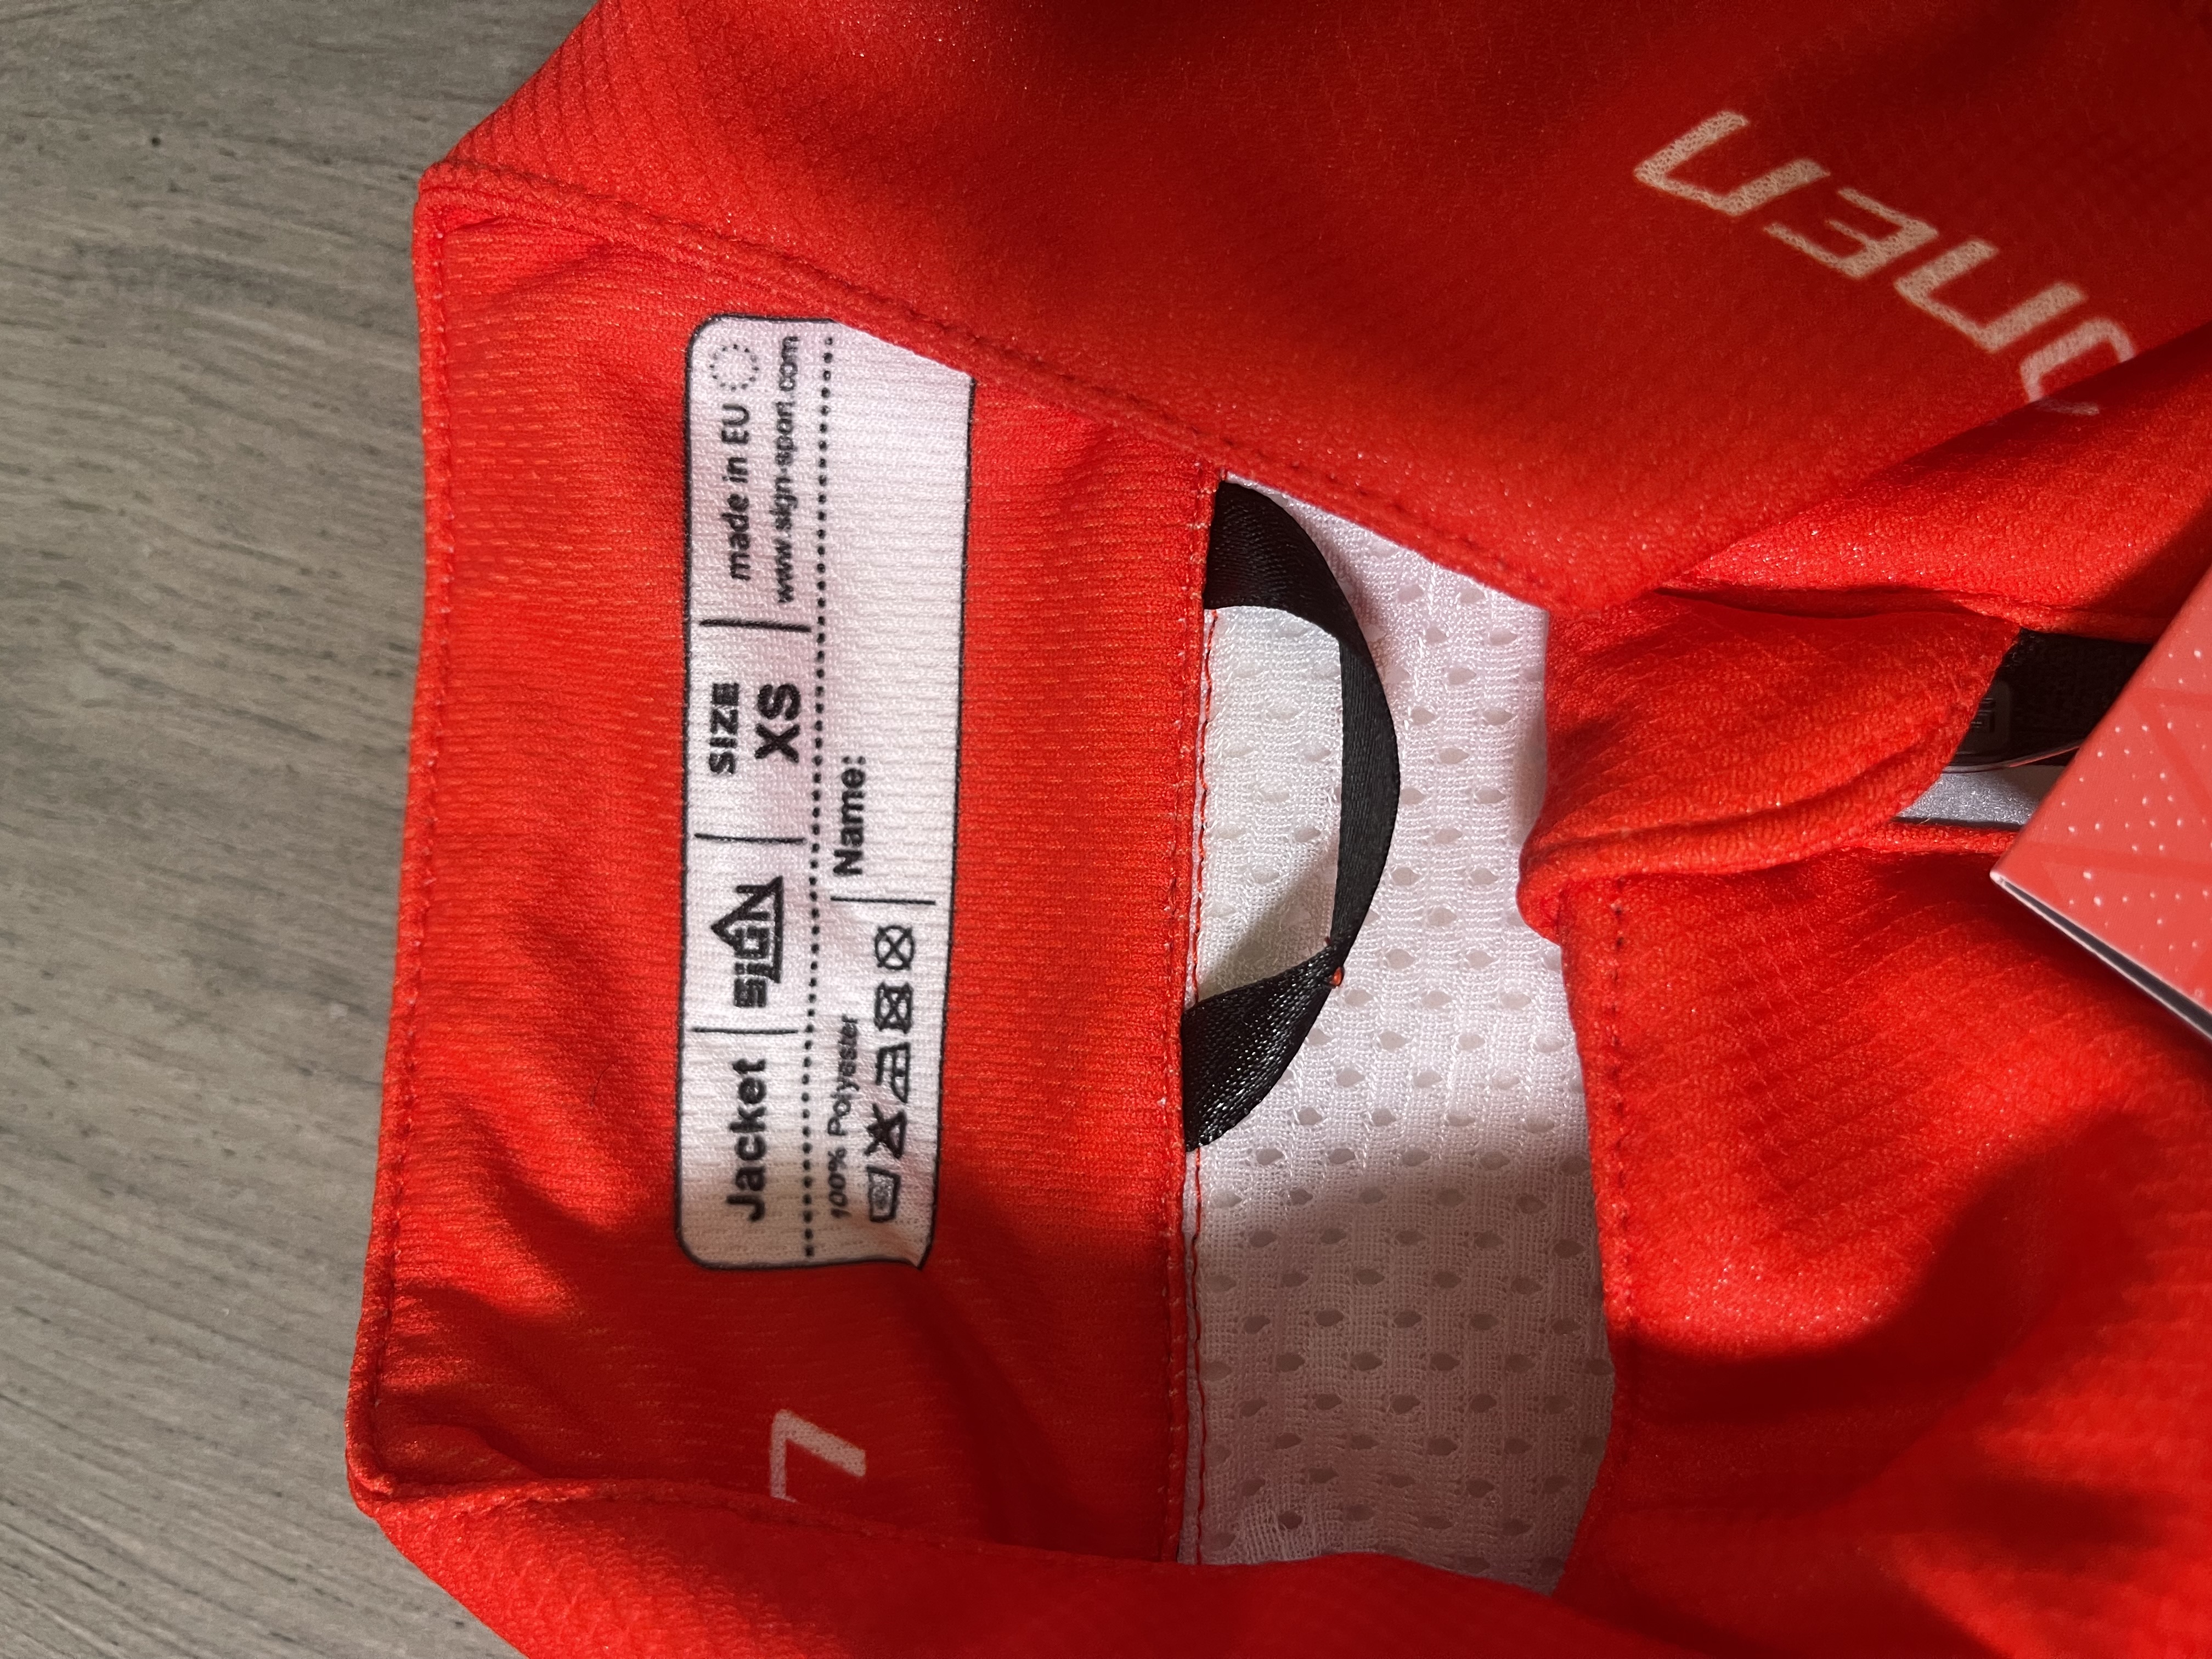 Jacket
SIGN
SIZE
XS
made in EU
www.sign-sport.com
100% Polyester
Name: